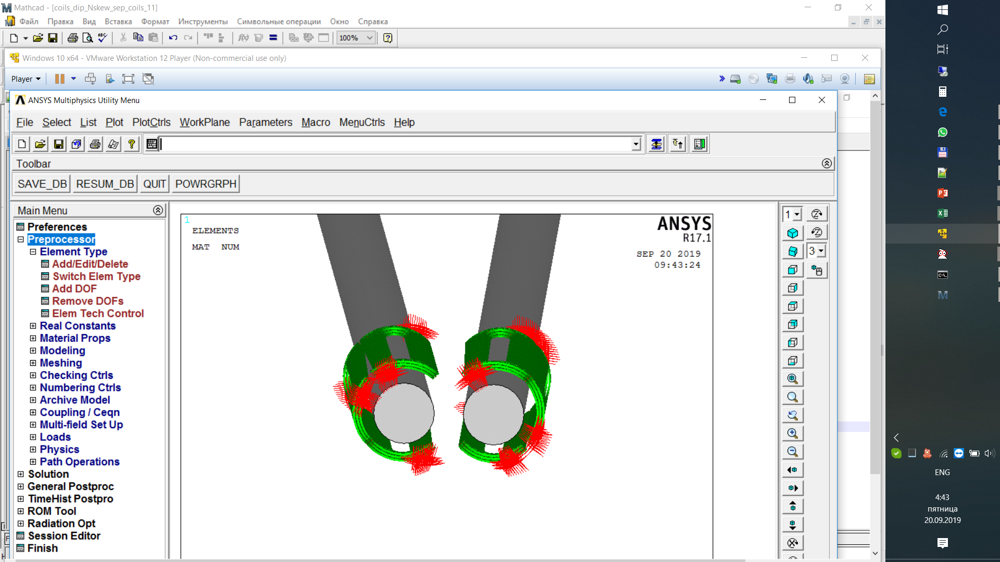 Mathcad - [coils_dip_Nskew_sep_coils_11]
Файл Правка Вид Вставка Формат Инструменты Символьные операции Окно Справка
100%
Windows 10 x64 - VMware Workstation 12 Player (Non-commercial use only)
Player
ANSYS Multiphysics Utility Menu
File Select List Plot PlotCtrls WorkPlane Parameters Macro MenuCtrls Help
Toolbar
SAVE_DB RESUM_DB QUIT POWRGRPH
Main Menu
Preferences
Preprocessor
Element Type
Add/Edit/Delete
Switch Elem Type
Add DOF
Remove DOFs
Elem Tech Control
Real Constants
Material Props
Modeling
Meshing
Checking Ctrls
Numbering Ctrls
Archive Model
Coupling / Ceqn
Multi-field Set Up
Loads
Physics
Path Operations
Solution
General Postproc
TimeHist Postpro
ROM Tool
Radiation Opt
Session Editor
Finish
1
ELEMENTS
MAT NUM
ANSYS
R17.1
SEP 20 2019
09:43:24
1
3
ENG
4:43
пятница
20.09.2019